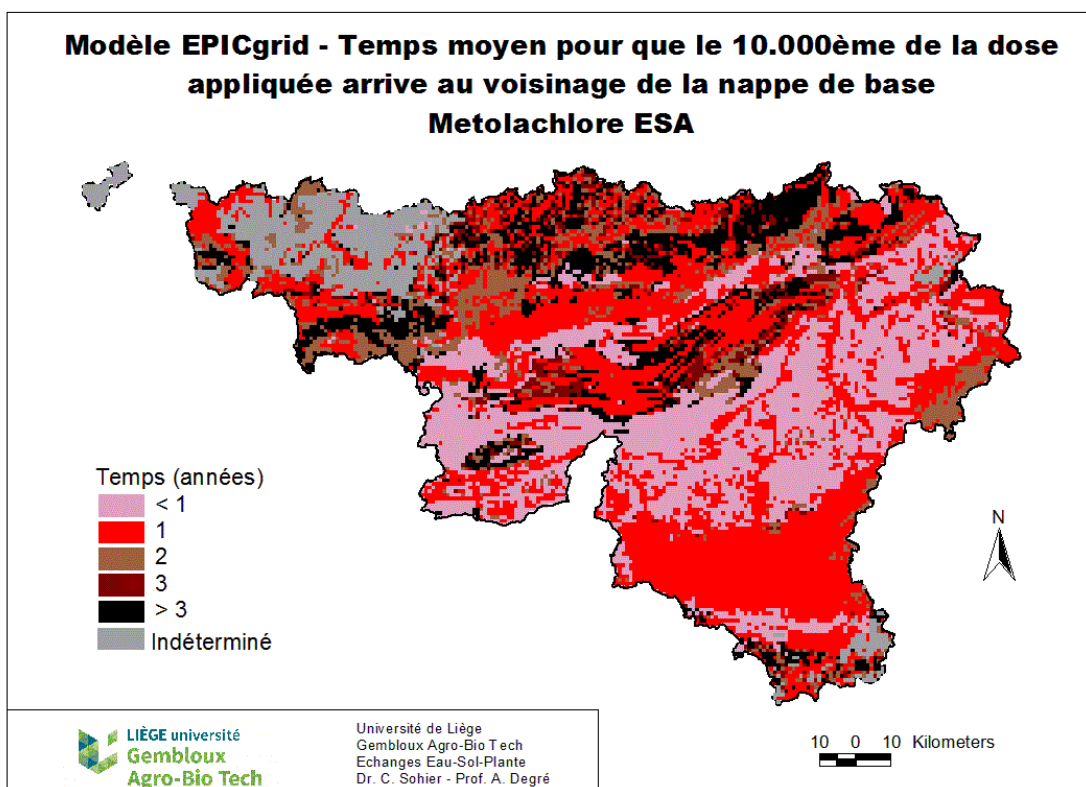 Modèle EPICgrid - Temps moyen pour que le 10.000ème de la dose
appliquée arrive au voisinage de la nappe de base
Metolachlore ESA
Temps (années)
< 1
1
2
3
> 3
Indéterminé
N
10 0 10 Kilometers
LIÈGE université
Gembloux
Agro-Bio Tech
Université de Liège
Gembloux Agro-Bio Tech
Echanges Eau-Sol-Plante
Dr. C. Sohier - Prof. A. Degré